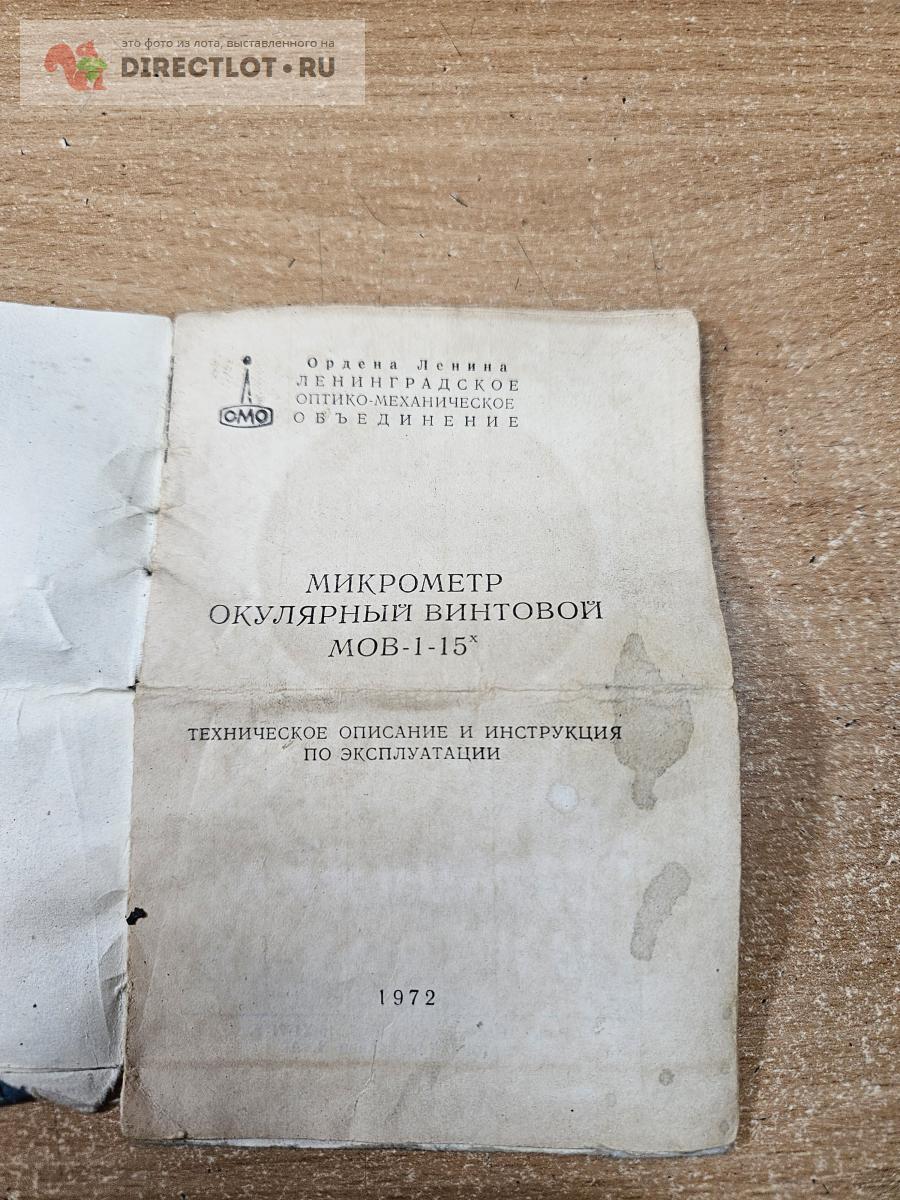 это фото из лота, выставленного на
DIRECTLOT.RU
Ордена Ленина
ЛЕНИНГРАДСКОЕ
ОПТИКО-МЕХАНИЧЕСКОЕ
ОБЪЕДИНЕНИЕ
ОМО
МИКРОМЕТР
ОКУЛЯРНЫЙ ВИНТОВОЙ
МОВ-1-15ˣ
ТЕХНИЧЕСКОЕ ОПИСАНИЕ И ИНСТРУКЦИЯ
ПО ЭКСПЛУАТАЦИИ
1972